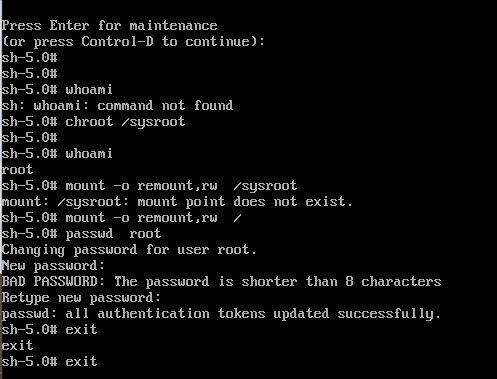 Press Enter for maintenance
(or press Control-D to continue):
sh-5.0#
sh-5.0#
sh-5.0# whoami
sh: whoami: command not found
sh-5.0# chroot /sysroot
sh-5.0#
sh-5.0# whoami
root
sh-5.0# mount -o remount,rw  /sysroot
mount: /sysroot: mount point does not exist.
sh-5.0# mount -o remount,rw  /
sh-5.0# passwd  root
Changing password for user root.
New password:
BAD PASSWORD: The password is shorter than 8 characters
Retype new password:
passwd: all authentication tokens updated successfully.
sh-5.0# exit
exit
sh-5.0# exit